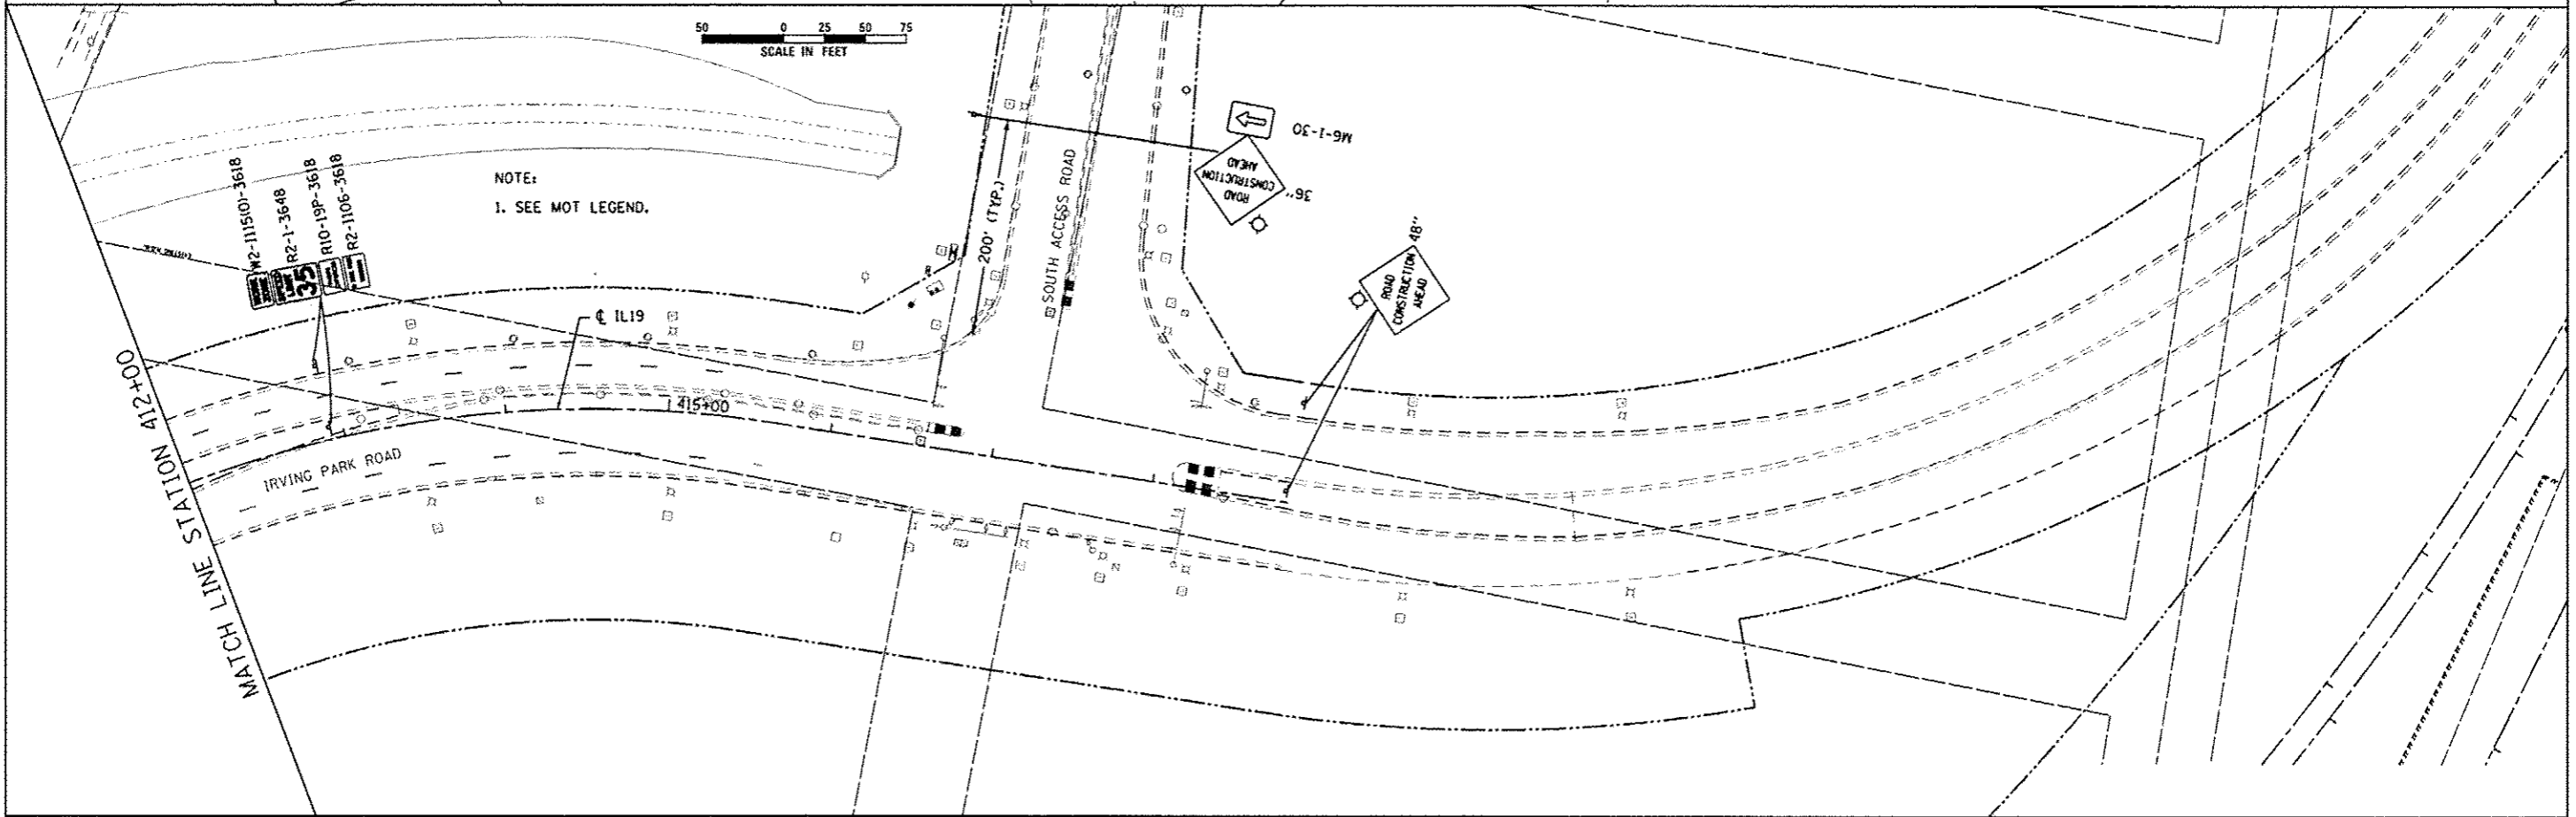 50 0 25 50 75
SCALE IN FEET
NOTE:
1. SEE MOT LEGEND.
W2-1115(0)-3618
R2-1-3648
R10-19P-3618
R2-1106-3618
35
℄ IL19
415+00
IRVING PARK ROAD
MATCH LINE STATION 412+00
200' (TYP.)
SOUTH ACCESS ROAD
M6-1-30
ROAD
CONSTRUCTION
AHEAD
36"
ROAD
CONSTRUCTION
AHEAD
48"